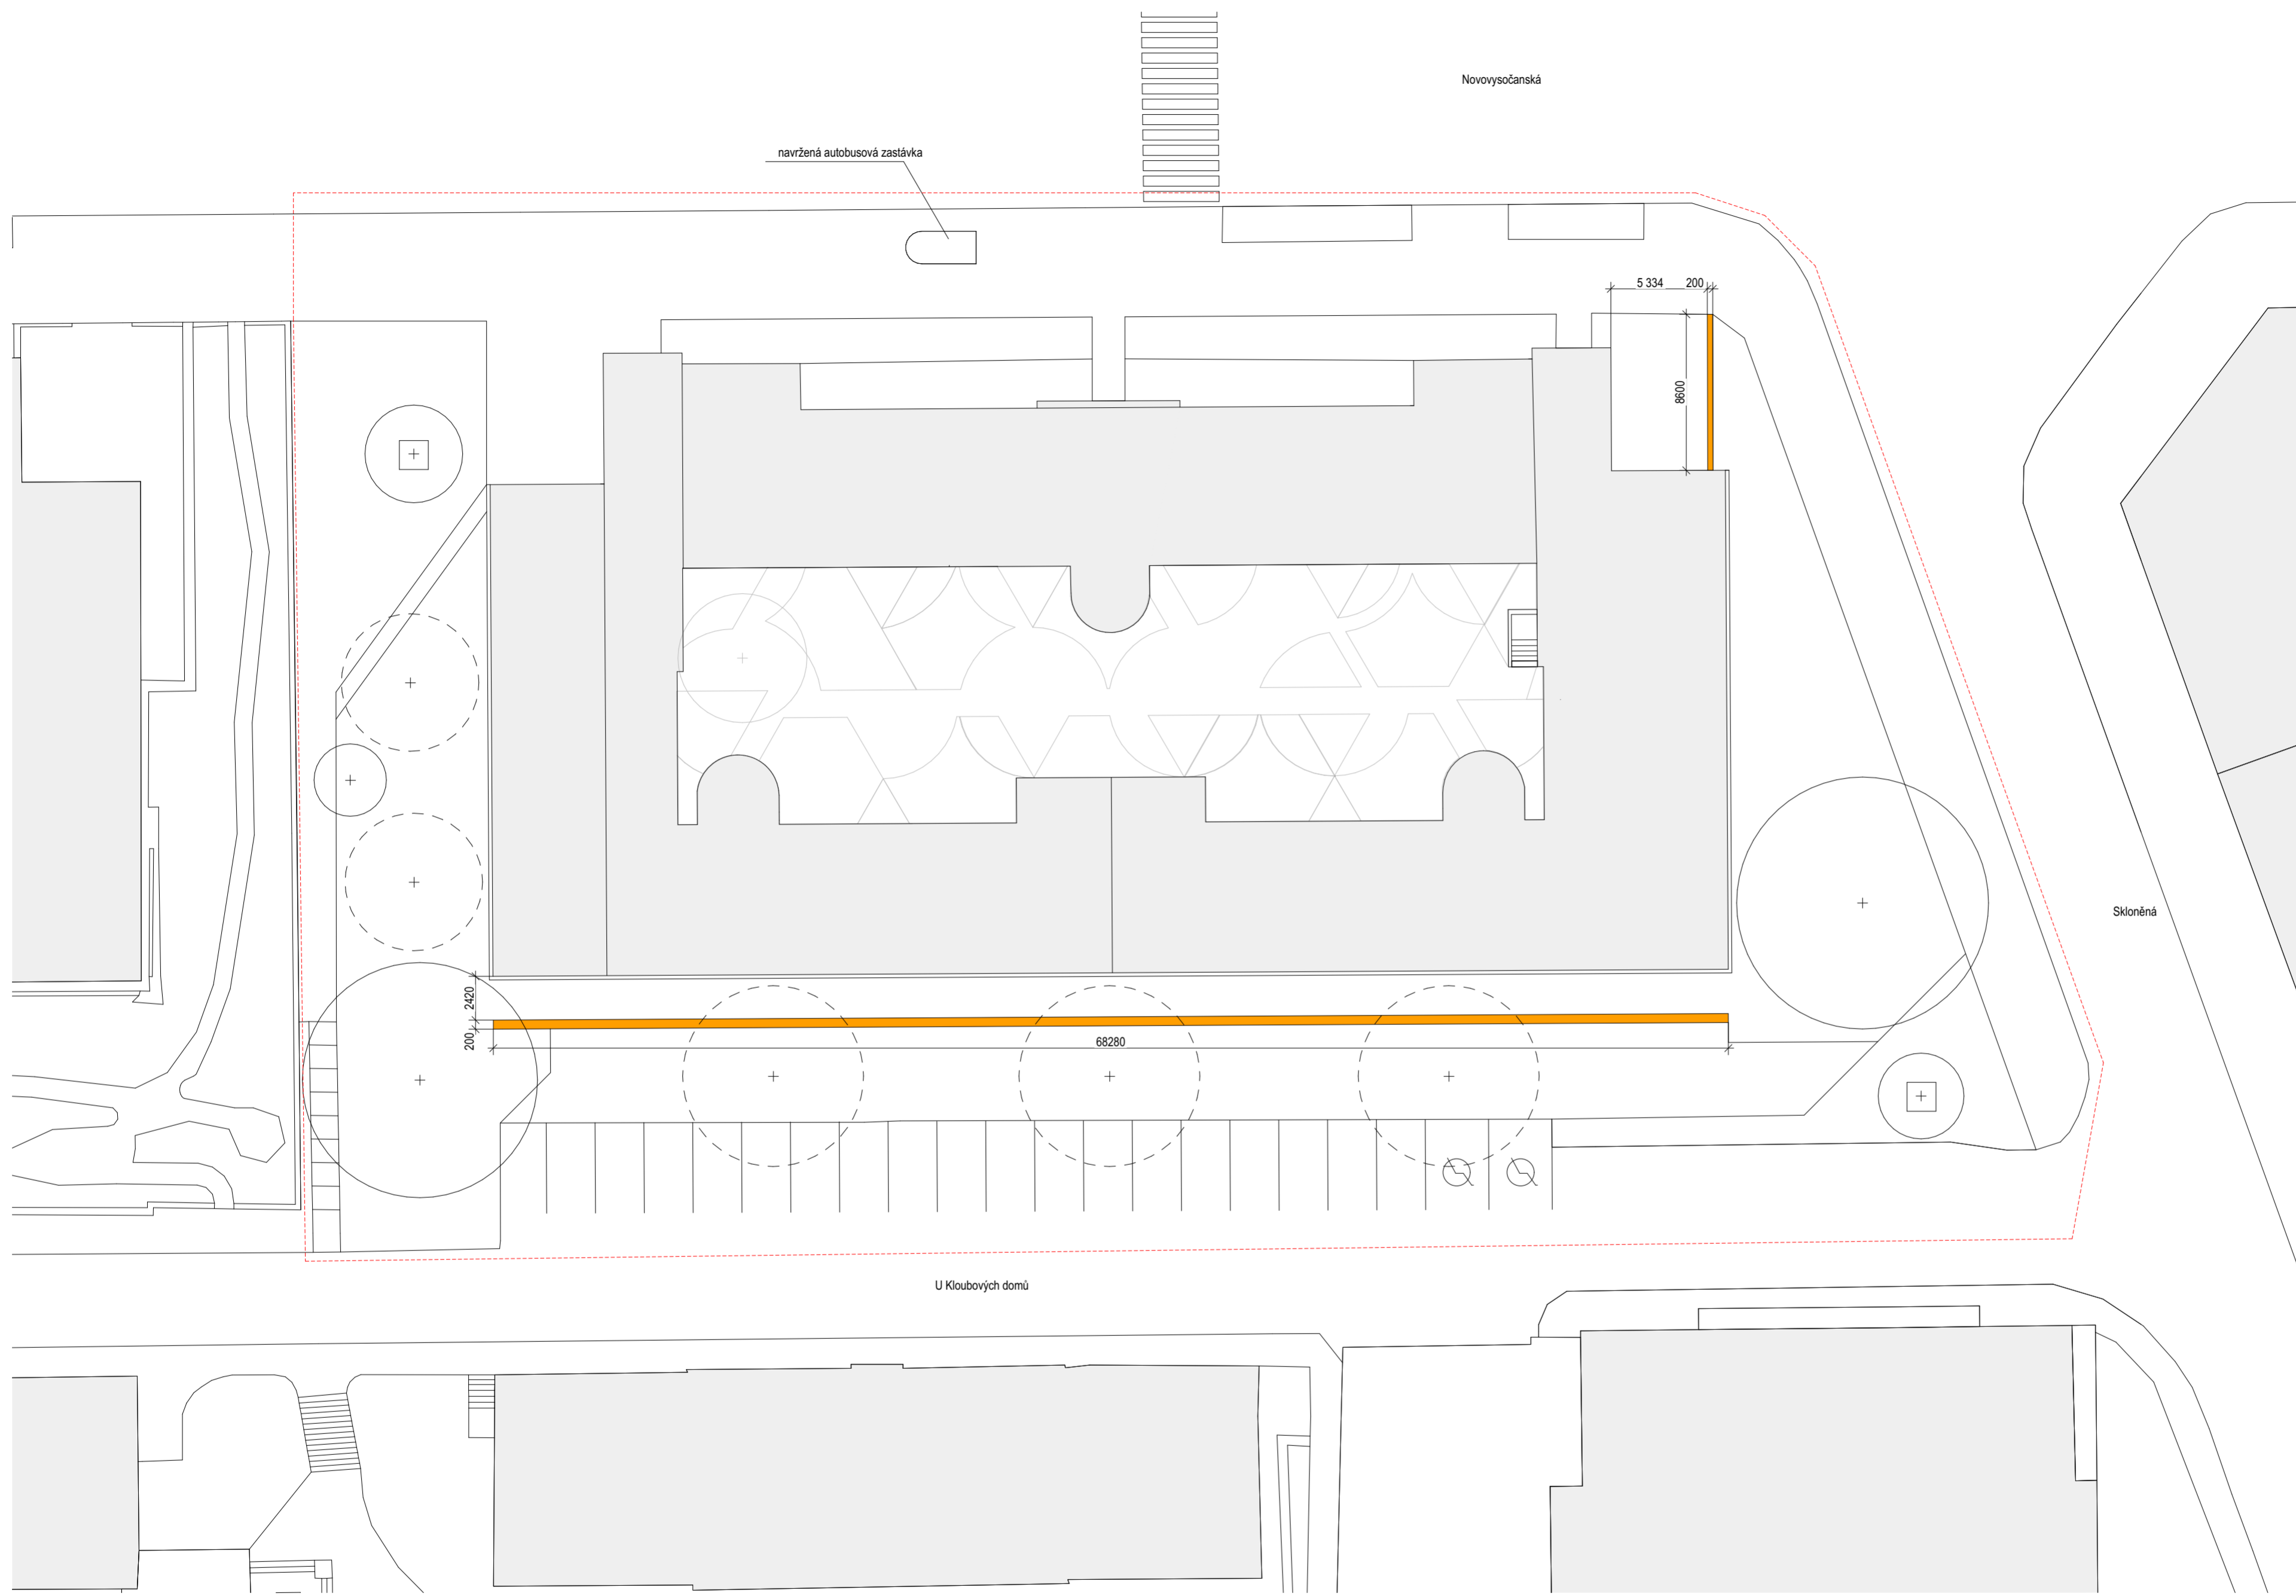 Novovysočanská
navržená autobusová zastávka
5 334
200
8600
Skloněná
2420
200
68280
U Kloubových domů